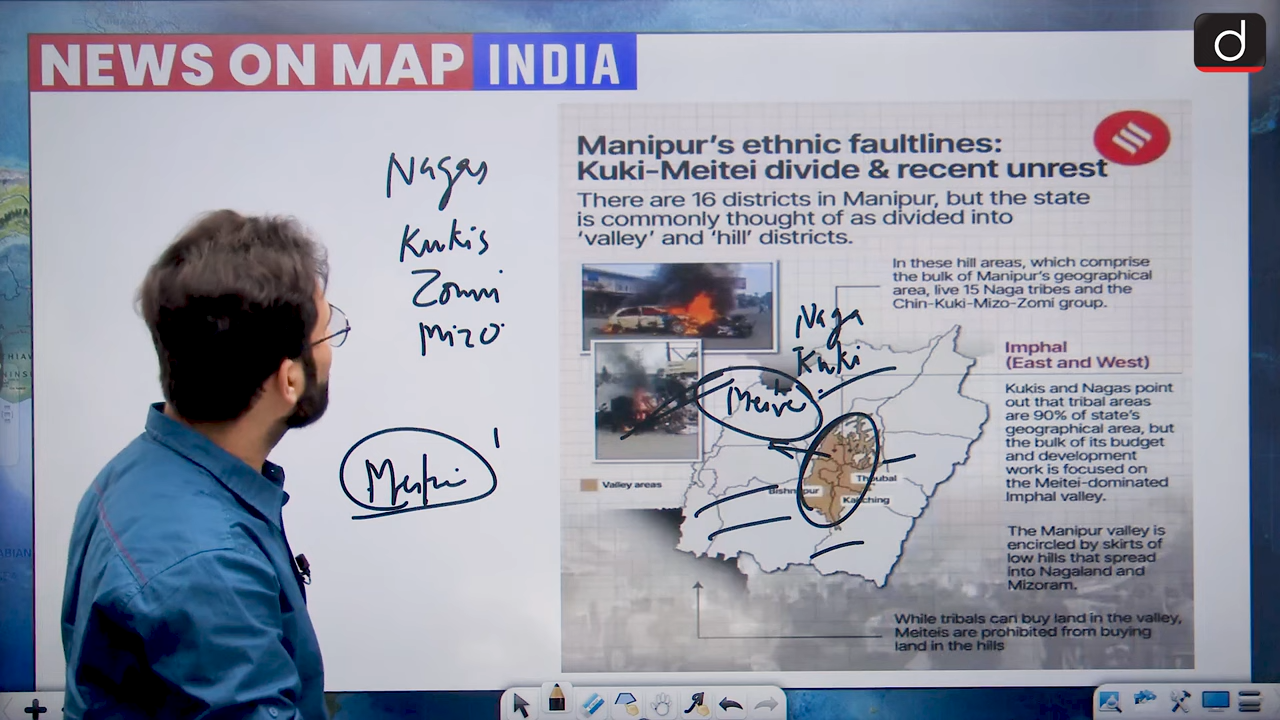 d
NEWS ON MAP INDIA
Nagas
Kukis
Zomi
Mizo
Manipur's ethnic faultlines:
Kuki-Meitei divide & recent unrest
There are 16 districts in Manipur, but the state
is commonly thought of as divided into
'valley' and 'hill' districts.
In these hill areas, which comprise
the bulk of Manipur's geographical
area, live 15 Naga tribes and the
Chin-Kuki-Mizo-Zomi group.
Naga
Kuki
Imphal
(East and West)
Kukis and Nagas point
out that tribal areas
are 90% of state's
geographical area, but
the bulk of its budget
and development
work is focused on
the Meitei-dominated
Imphal valley.
Valley areas
Thoubal
Bishnupur
Kakching
The Manipur valley is
encircled by skirts of
low hills that spread
into Nagaland and
Mizoram.
While tribals can buy land in the valley,
Meiteis are prohibited from buying
land in the hills